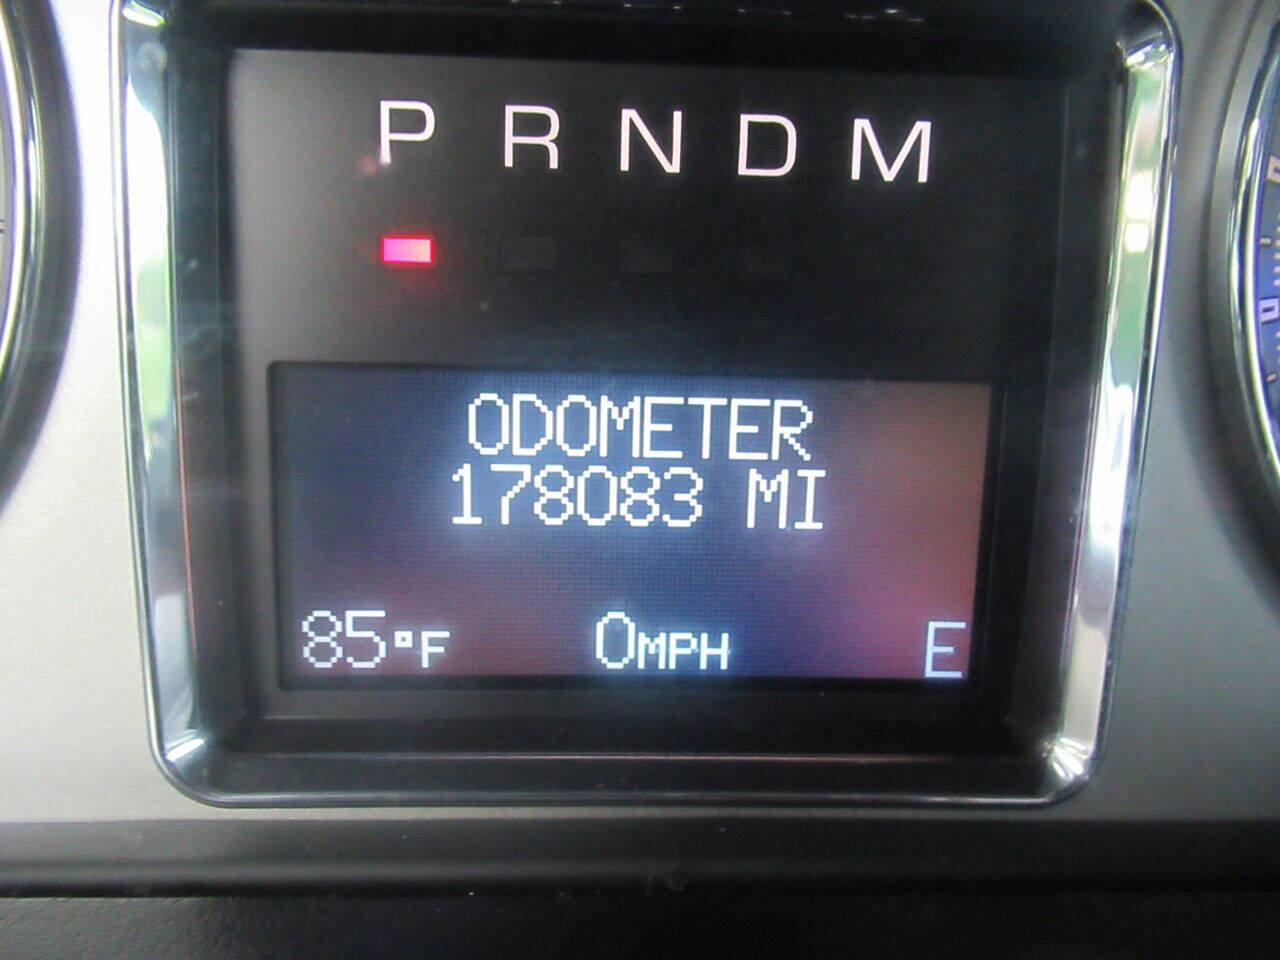 P R N D M
ODOMETER
178083 MI
85°F 0MPH E